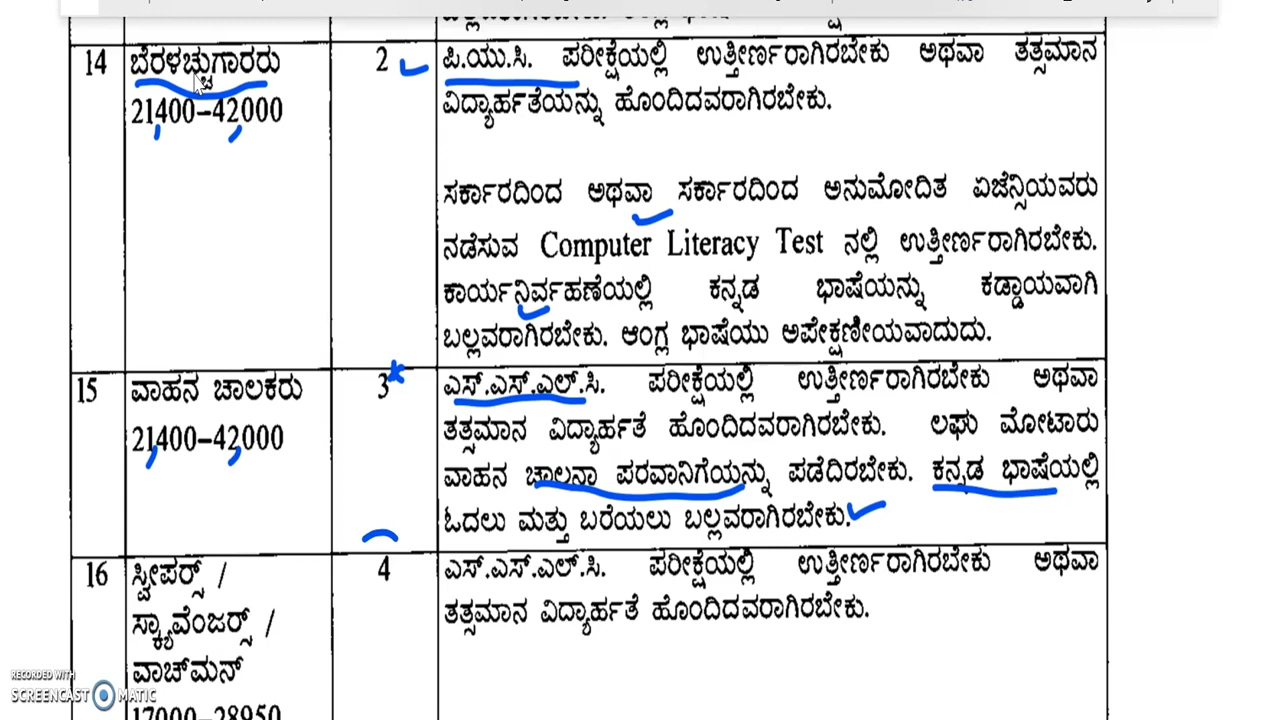 14 ಬೆರಳಚ್ಚುಗಾರರು 2 ಪಿ.ಯು.ಸಿ. ಪರೀಕ್ಷೆಯಲ್ಲಿ ಉತ್ತೀರ್ಣರಾಗಿರಬೇಕು ಅಥವಾ ತತ್ಸಮಾನ
21400–42000 ವಿದ್ಯಾರ್ಹತೆಯನ್ನು ಹೊಂದಿದವರಾಗಿರಬೇಕು.
ಸರ್ಕಾರದಿಂದ ಅಥವಾ ಸರ್ಕಾರದಿಂದ ಅನುಮೋದಿತ ಏಜೆನ್ಸಿಯವರು
ನಡೆಸುವ Computer Literacy Test ನಲ್ಲಿ ಉತ್ತೀರ್ಣರಾಗಿರಬೇಕು.
ಕಾರ್ಯನಿರ್ವಹಣೆಯಲ್ಲಿ ಕನ್ನಡ ಭಾಷೆಯನ್ನು ಕಡ್ಡಾಯವಾಗಿ
ಬಲ್ಲವರಾಗಿರಬೇಕು. ಆಂಗ್ಲ ಭಾಷೆಯು ಅಪೇಕ್ಷಣೀಯವಾದುದು.
15 ವಾಹನ ಚಾಲಕರು 3 ಎಸ್.ಎಸ್.ಎಲ್.ಸಿ. ಪರೀಕ್ಷೆಯಲ್ಲಿ ಉತ್ತೀರ್ಣರಾಗಿರಬೇಕು ಅಥವಾ
21400–42000 ತತ್ಸಮಾನ ವಿದ್ಯಾರ್ಹತೆ ಹೊಂದಿದವರಾಗಿರಬೇಕು. ಲಘು ಮೋಟಾರು
ವಾಹನ ಚಾಲನಾ ಪರವಾನಿಗೆಯನ್ನು ಪಡೆದಿರಬೇಕು. ಕನ್ನಡ ಭಾಷೆಯಲ್ಲಿ
ಓದಲು ಮತ್ತು ಬರೆಯಲು ಬಲ್ಲವರಾಗಿರಬೇಕು.
16 ಸ್ವೀಪರ್ಸ್ / 4 ಎಸ್.ಎಸ್.ಎಲ್.ಸಿ. ಪರೀಕ್ಷೆಯಲ್ಲಿ ಉತ್ತೀರ್ಣರಾಗಿರಬೇಕು ಅಥವಾ
ಸ್ಕ್ಯಾವೆಂಜರ್ಸ್ / ತತ್ಸಮಾನ ವಿದ್ಯಾರ್ಹತೆ ಹೊಂದಿದವರಾಗಿರಬೇಕು.
ವಾಚ್‌ಮನ್
17000–28950
RECORDED WITH
SCREENCAST MATIC